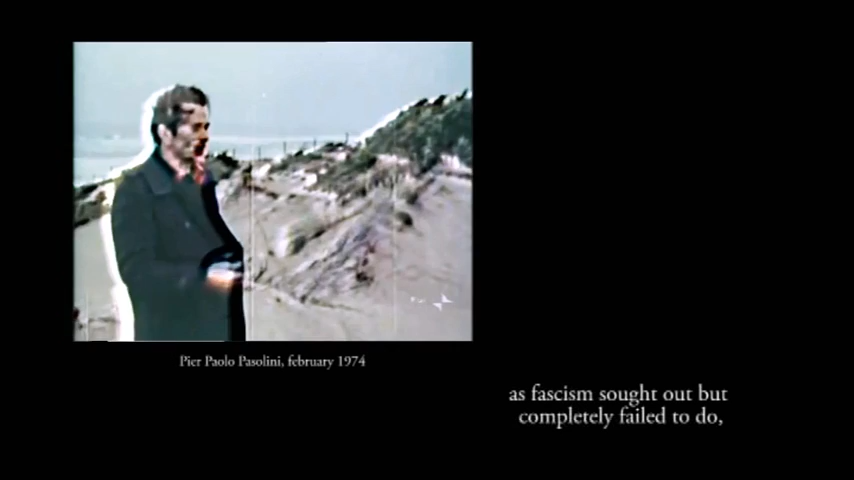 Pier Paolo Pasolini, february 1974
as fascism sought out but
completely failed to do,